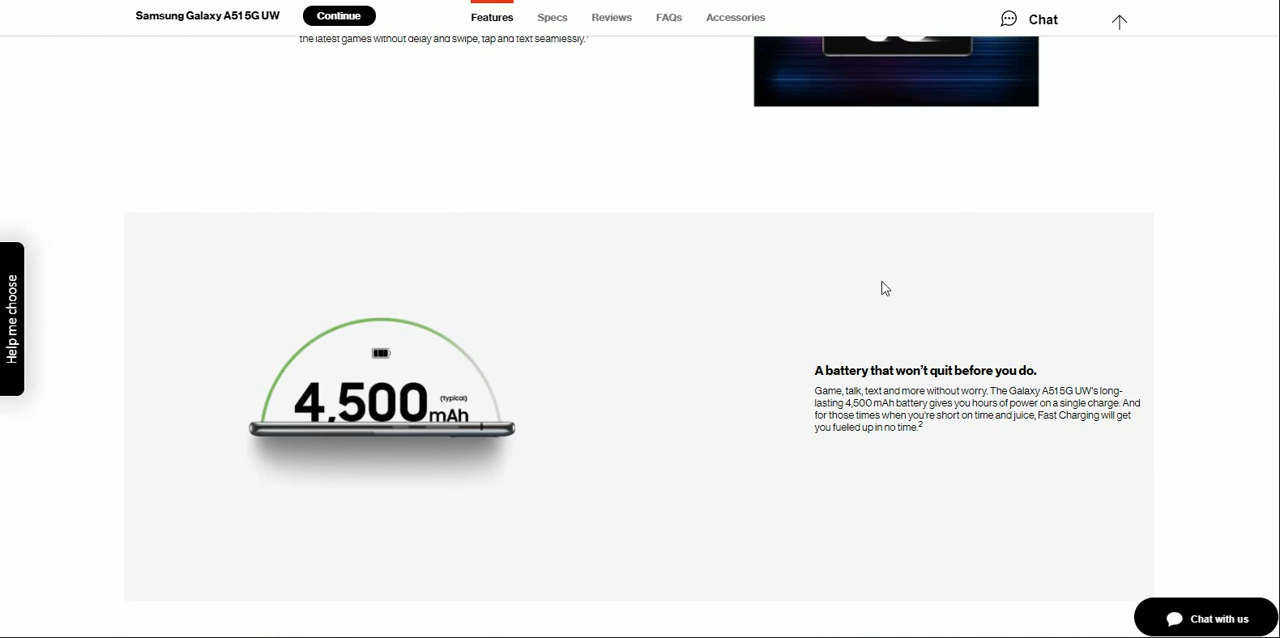 Samsung Galaxy A51 5G UW
Continue
Features
Specs
Reviews
FAQs
Accessories
Chat
the latest games without delay and swipe, tap and text seamlessly.
Help me choose
4,500 mAh
(typical)
A battery that won't quit before you do.
Game, talk, text and more without worry. The Galaxy A51 5G UW's long-
lasting 4,500 mAh battery gives you hours of power on a single charge. And
for those times when you're short on time and juice, Fast Charging will get
you fueled up in no time.2
Chat with us